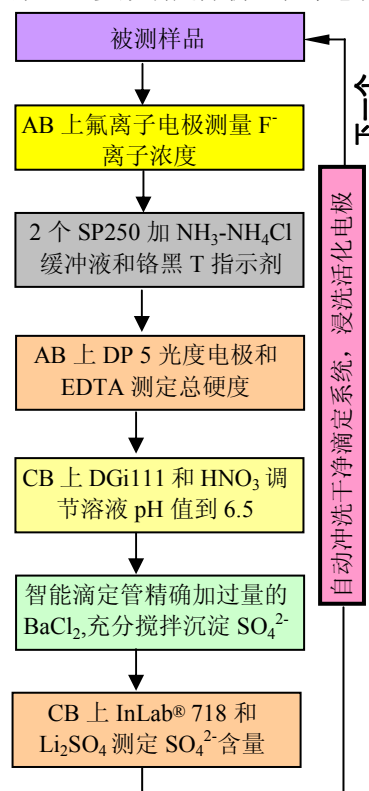 被测样品
AB 上氟离子电极测量 F-
离子浓度
2 个 SP250 加 NH3-NH4Cl
缓冲液和铬黑 T 指示剂
AB 上 DP 5 光度电极和
EDTA 测定总硬度
CB 上 DGi111 和 HNO3 调
节溶液 pH 值到 6.5
智能滴定管精确加过量的
BaCl2,充分搅拌沉淀 SO42-
CB 上 InLab® 718 和
Li2SO4 测定 SO42-含量
自动冲洗干净滴定系统，浸洗活化电极